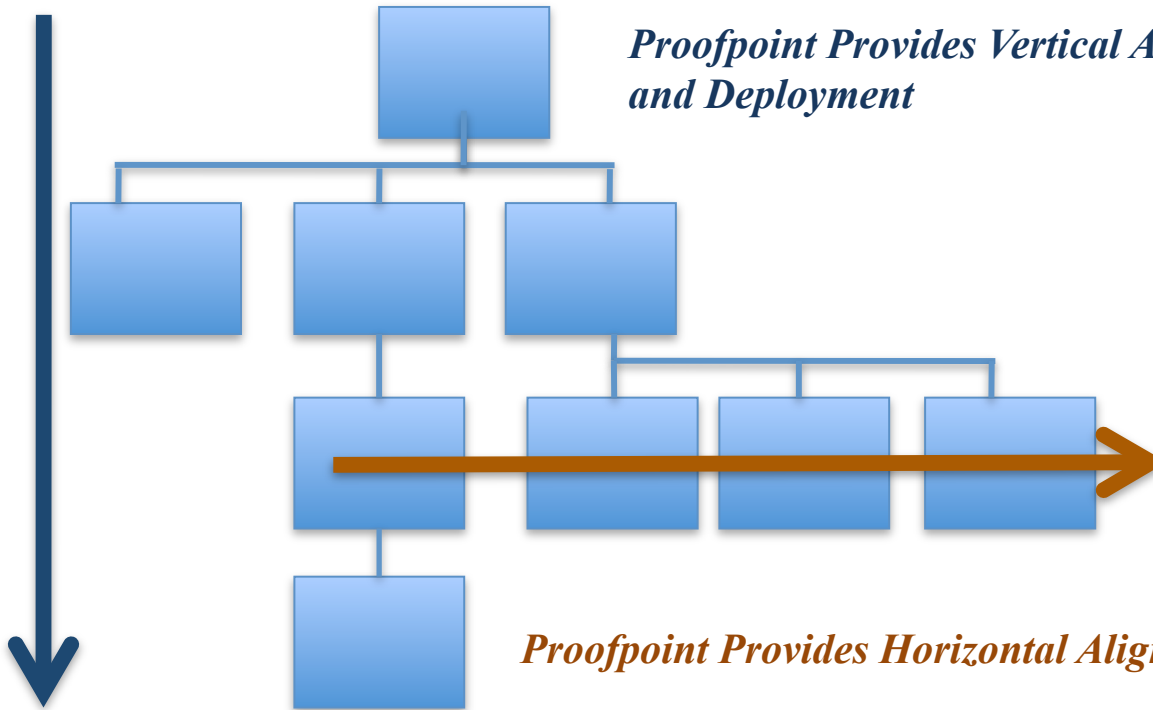 Proofpoint Provides Vertical A
and Deployment
Proofpoint Provides Horizontal Alig